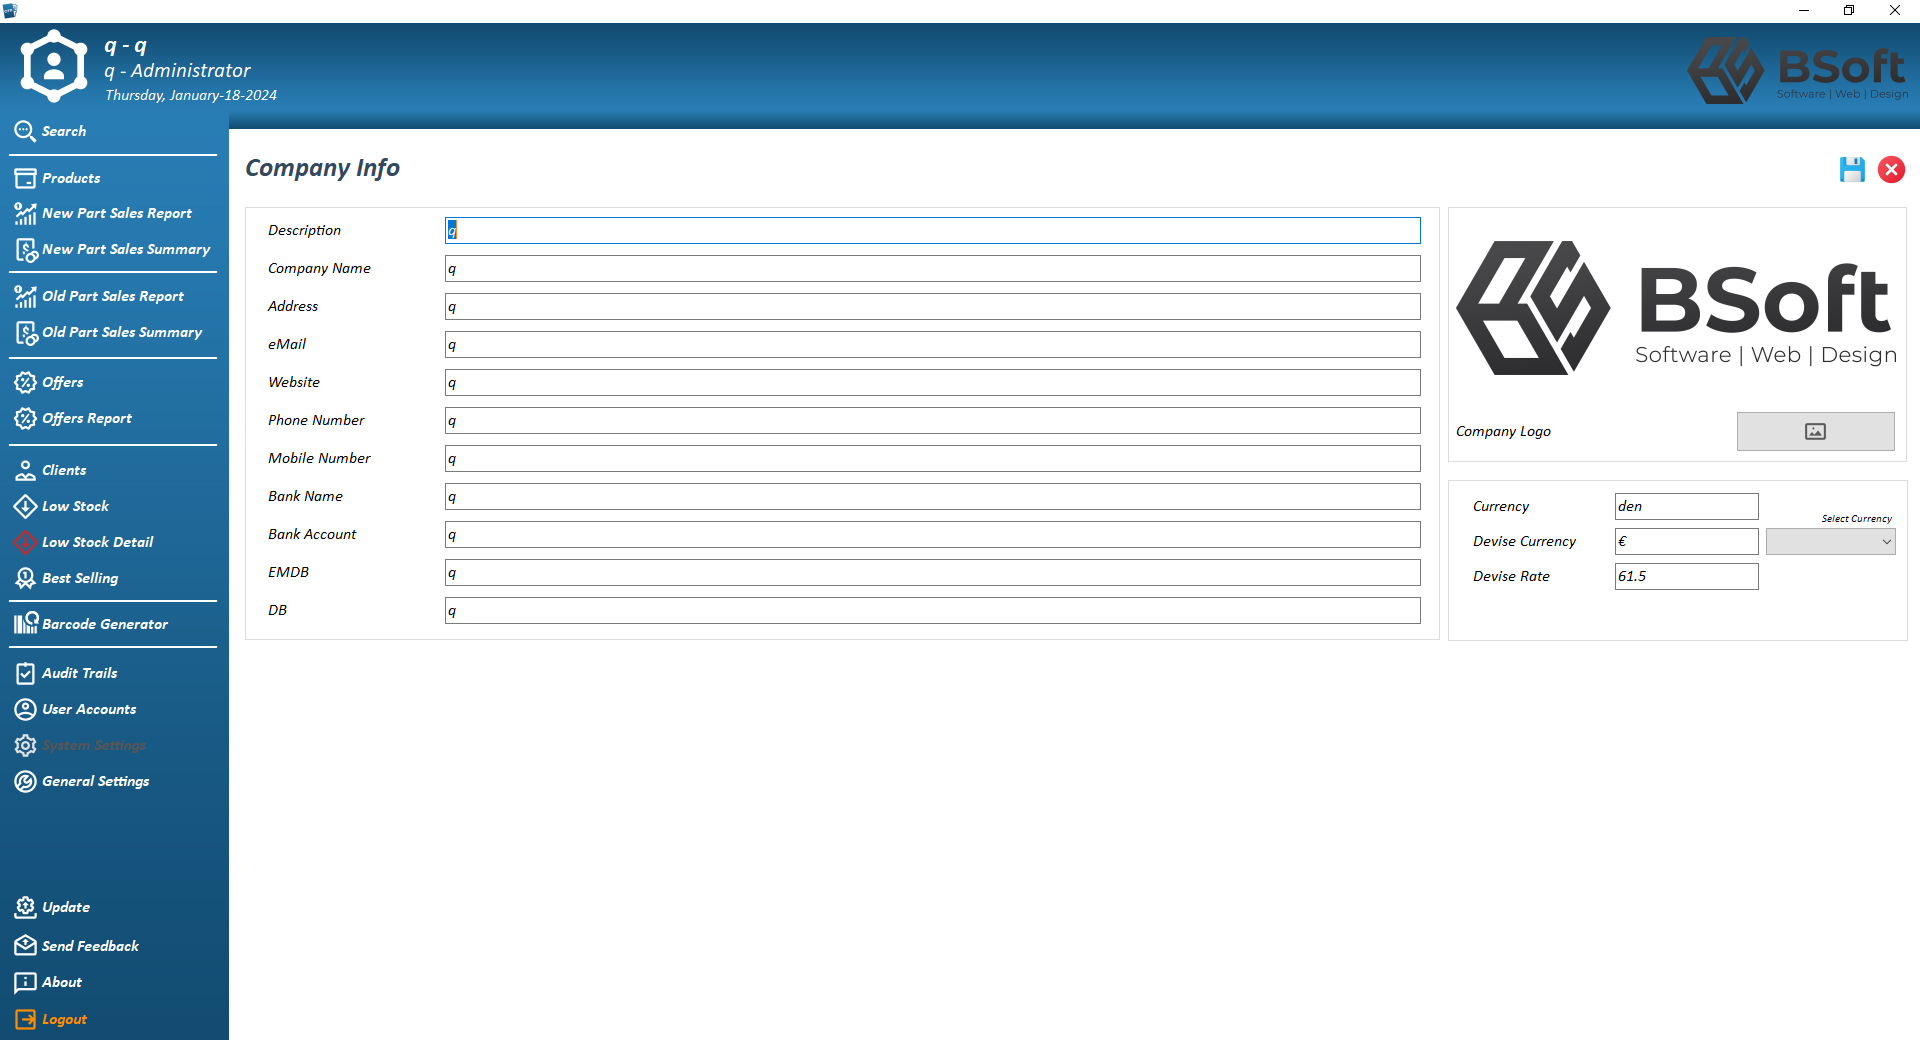 q - q
q - Administrator
Thursday, January-18-2024
BSoft
Software | Web | Design
Search
Products
New Part Sales Report
New Part Sales Summary
Old Part Sales Report
Old Part Sales Summary
Offers
Offers Report
Clients
Low Stock
Low Stock Detail
Best Selling
Barcode Generator
Audit Trails
User Accounts
System Settings
General Settings
Update
Send Feedback
About
Logout
Company Info
Description q
Company Name q
Address q
eMail q
Website q
Phone Number q
Mobile Number q
Bank Name q
Bank Account q
EMDB q
DB q
BSoft
Software | Web | Design
Company Logo
Currency den
Select Currency
Devise Currency €
Devise Rate 61.5